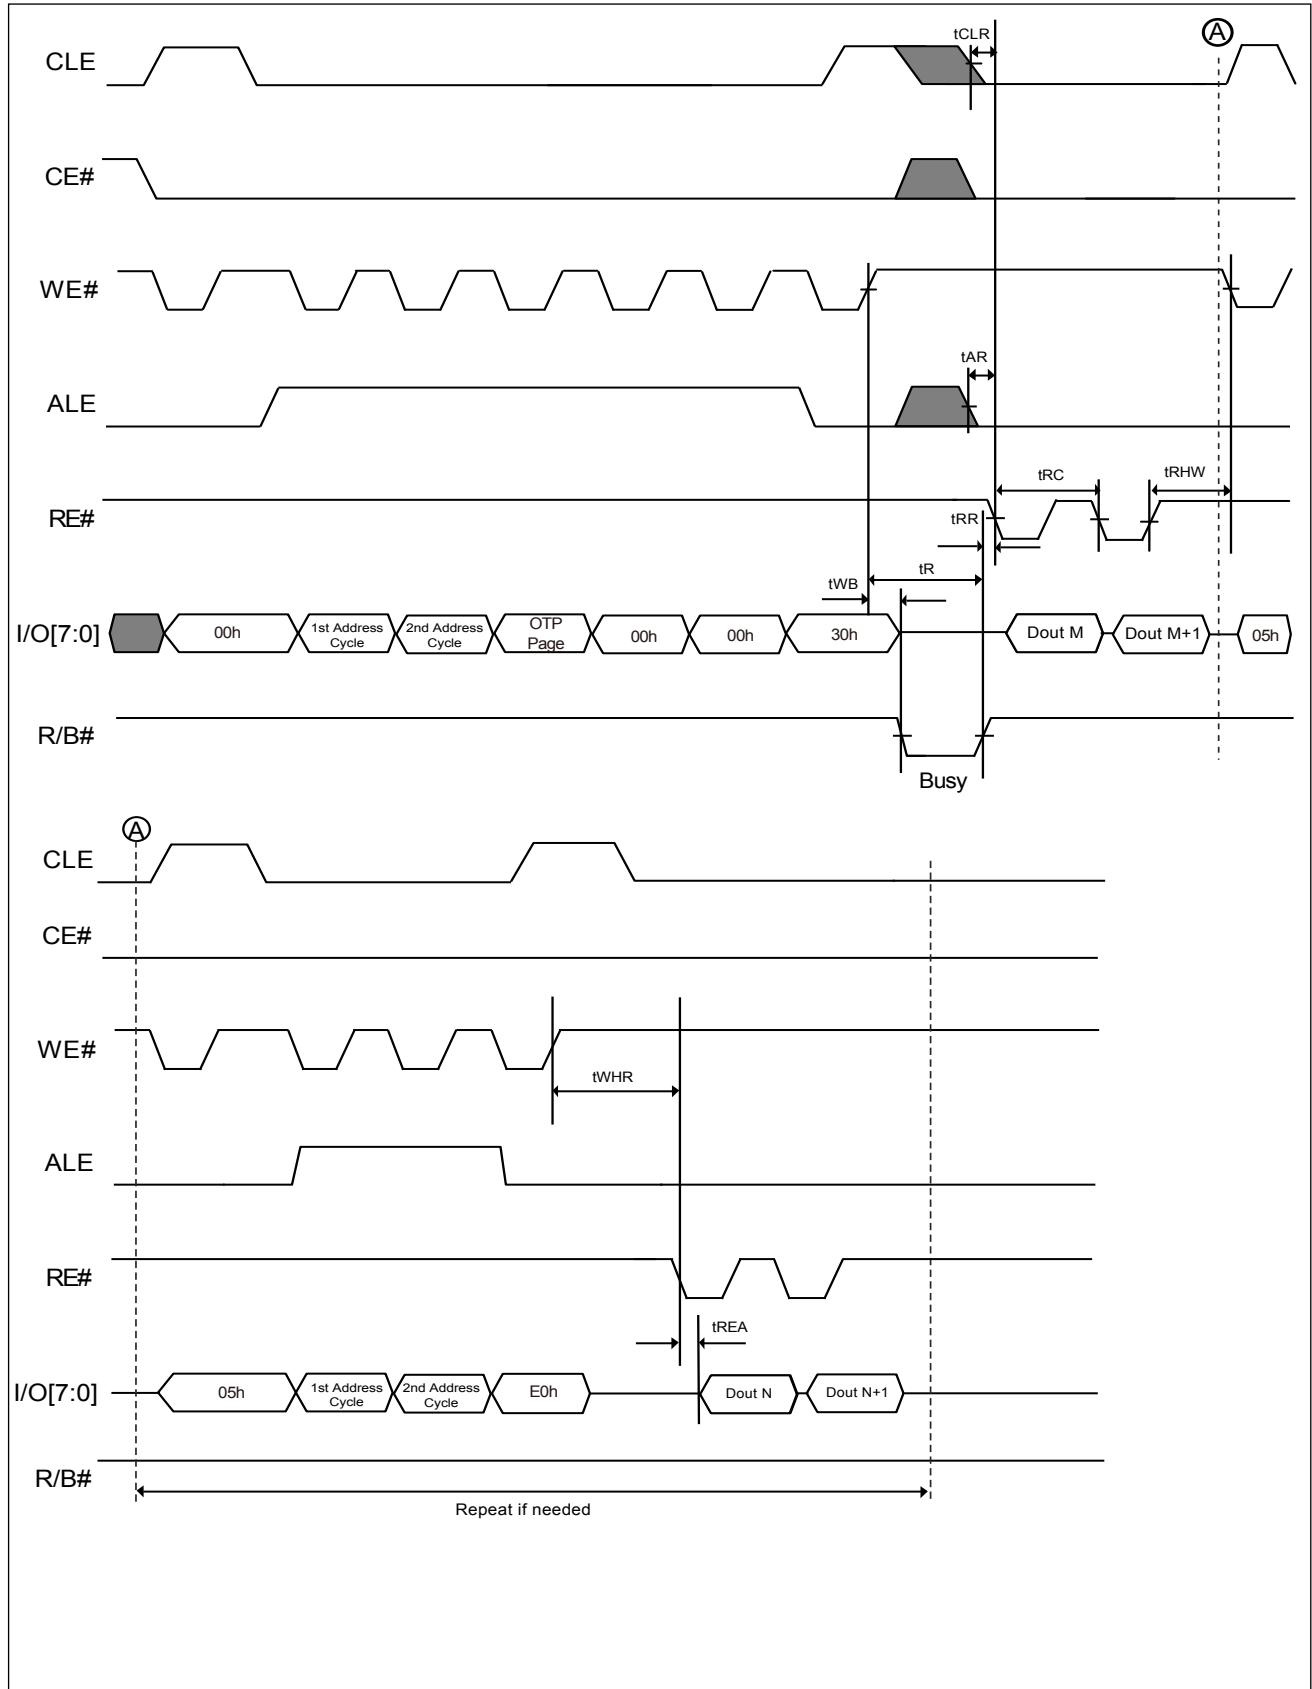 tCLR
A
CLE
CE#
WE#
tAR
ALE
tRC
tRHW
RE#
tRR
tR
tWB
I/O[7:0]
00h
1st Address
Cycle
2nd Address
Cycle
OTP
Page
00h
00h
30h
Dout M
Dout M+1
05h
R/B#
Busy
A
CLE
CE#
WE#
tWHR
ALE
RE#
tREA
I/O[7:0]
05h
1st Address
Cycle
2nd Address
Cycle
E0h
Dout N
Dout N+1
R/B#
Repeat if needed